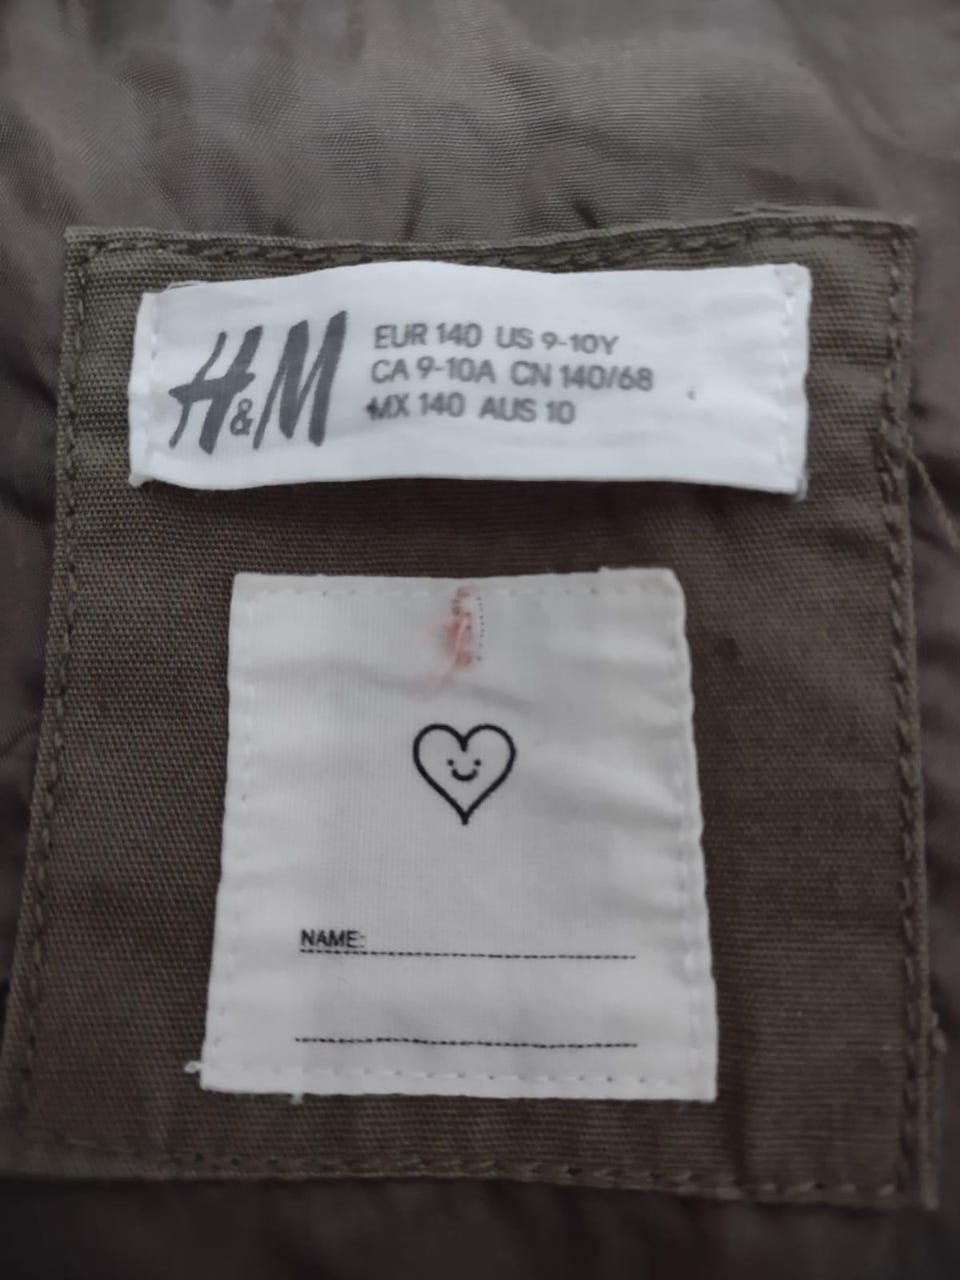 H&M
EUR 140 US 9-10Y
CA 9-10A CN 140/68
MX 140 AUS 10
NAME: